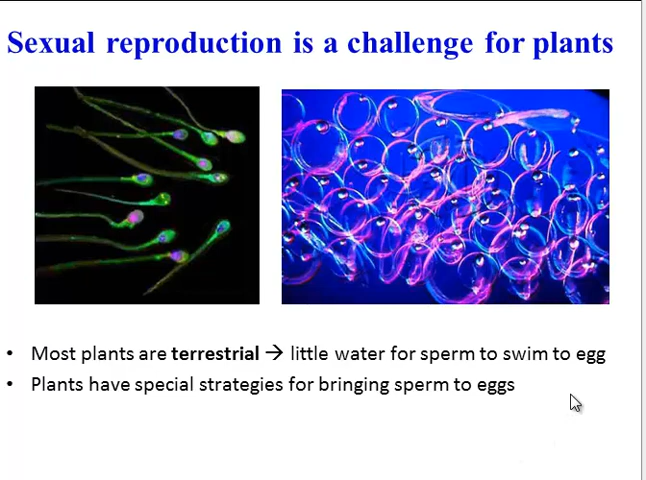 Sexual reproduction is a challenge for plants
• Most plants are terrestrial → little water for sperm to swim to egg
• Plants have special strategies for bringing sperm to eggs